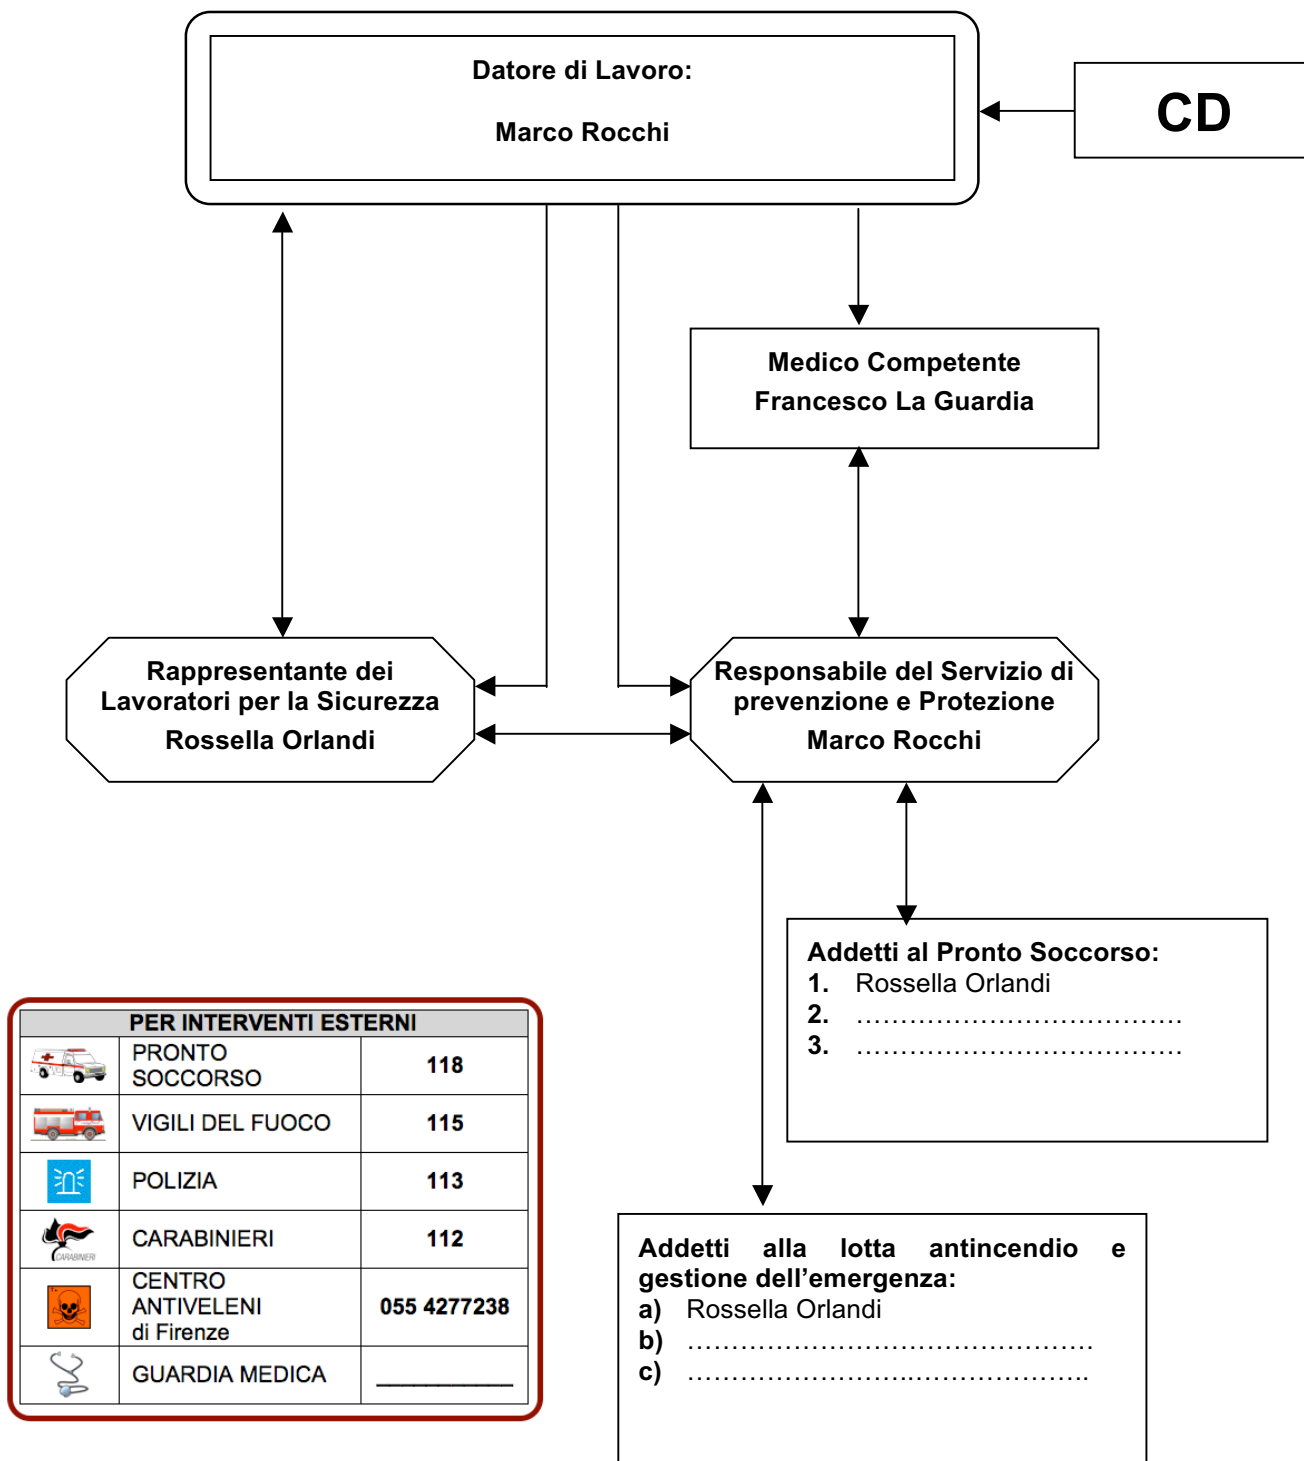 Datore di Lavoro:
Marco Rocchi
CD
Medico Competente
Francesco La Guardia
Rappresentante dei
Lavoratori per la Sicurezza
Rossella Orlandi
Responsabile del Servizio di
prevenzione e Protezione
Marco Rocchi
Addetti al Pronto Soccorso:
1. Rossella Orlandi
2. ......................................
3. ......................................
PER INTERVENTI ESTERNI
PRONTO
SOCCORSO
118
VIGILI DEL FUOCO
115
POLIZIA
113
CARABINIERI
CARABINIERI
112
T+
CENTRO
ANTIVELENI
di Firenze
055 4277238
GUARDIA MEDICA
___________
Addetti alla lotta antincendio e
gestione dell’emergenza:
a) Rossella Orlandi
b) ...............................................
c) ...............................................